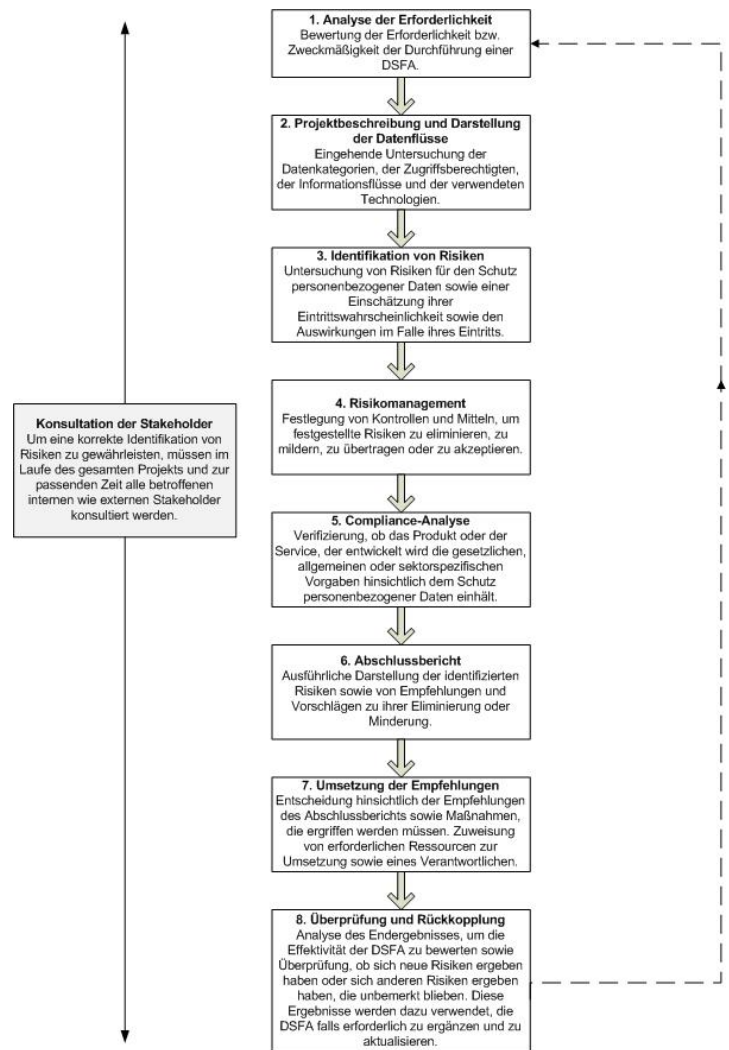 1. Analyse der Erforderlichkeit
Bewertung der Erforderlichkeit bzw.
Zweckmäßigkeit der Durchführung einer
DSFA.
2. Projektbeschreibung und Darstellung
der Datenflüsse
Eingehende Untersuchung der
Datenkategorien, der Zugriffsberechtigten,
der Informationsflüsse und der verwendeten
Technologien.
3. Identifikation von Risiken
Untersuchung von Risiken für den Schutz
personenbezogener Daten sowie einer
Einschätzung ihrer
Eintrittswahrscheinlichkeit sowie den
Auswirkungen im Falle ihres Eintritts.
Konsultation der Stakeholder
Um eine korrekte Identifikation von
Risiken zu gewährleisten, müssen im
Laufe des gesamten Projekts und zur
passenden Zeit alle betroffenen
internen wie externen Stakeholder
konsultiert werden.
4. Risikomanagement
Festlegung von Kontrollen und Mitteln, um
festgestellte Risiken zu eliminieren, zu
mildern, zu übertragen oder zu akzeptieren.
5. Compliance-Analyse
Verifizierung, ob das Produkt oder der
Service, der entwickelt wird die gesetzlichen,
allgemeinen oder sektorspezifischen
Vorgaben hinsichtlich dem Schutz
personenbezogener Daten einhält.
6. Abschlussbericht
Ausführliche Darstellung der identifizierten
Risiken sowie von Empfehlungen und
Vorschlägen zu ihrer Eliminierung oder
Minderung.
7. Umsetzung der Empfehlungen
Entscheidung hinsichtlich der Empfehlungen
des Abschlussberichts sowie Maßnahmen,
die ergriffen werden müssen. Zuweisung
von erforderlichen Ressourcen zur
Umsetzung sowie eines Verantwortlichen.
8. Überprüfung und Rückkopplung
Analyse des Endergebnisses, um die
Effektivität der DSFA zu bewerten sowie
Überprüfung, ob sich neue Risiken ergeben
haben oder sich anderen Risiken ergeben
haben, die unbemerkt blieben. Diese
Ergebnisse werden dazu verwendet, die
DSFA falls erforderlich zu ergänzen und zu
aktualisieren.